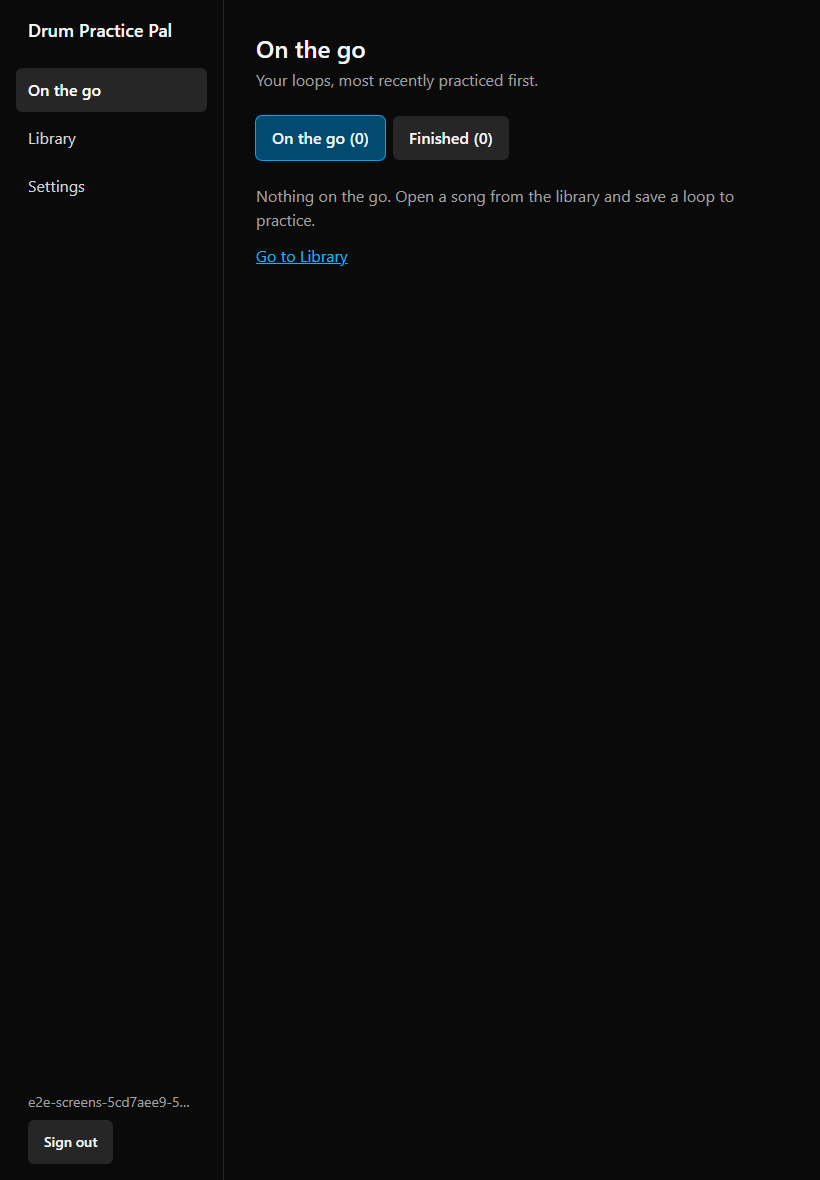 Drum Practice Pal
On the go
Library
Settings
On the go
Your loops, most recently practiced first.
On the go (0)
Finished (0)
Nothing on the go. Open a song from the library and save a loop to
practice.
Go to Library
e2e-screens-5cd7aee9-5...
Sign out